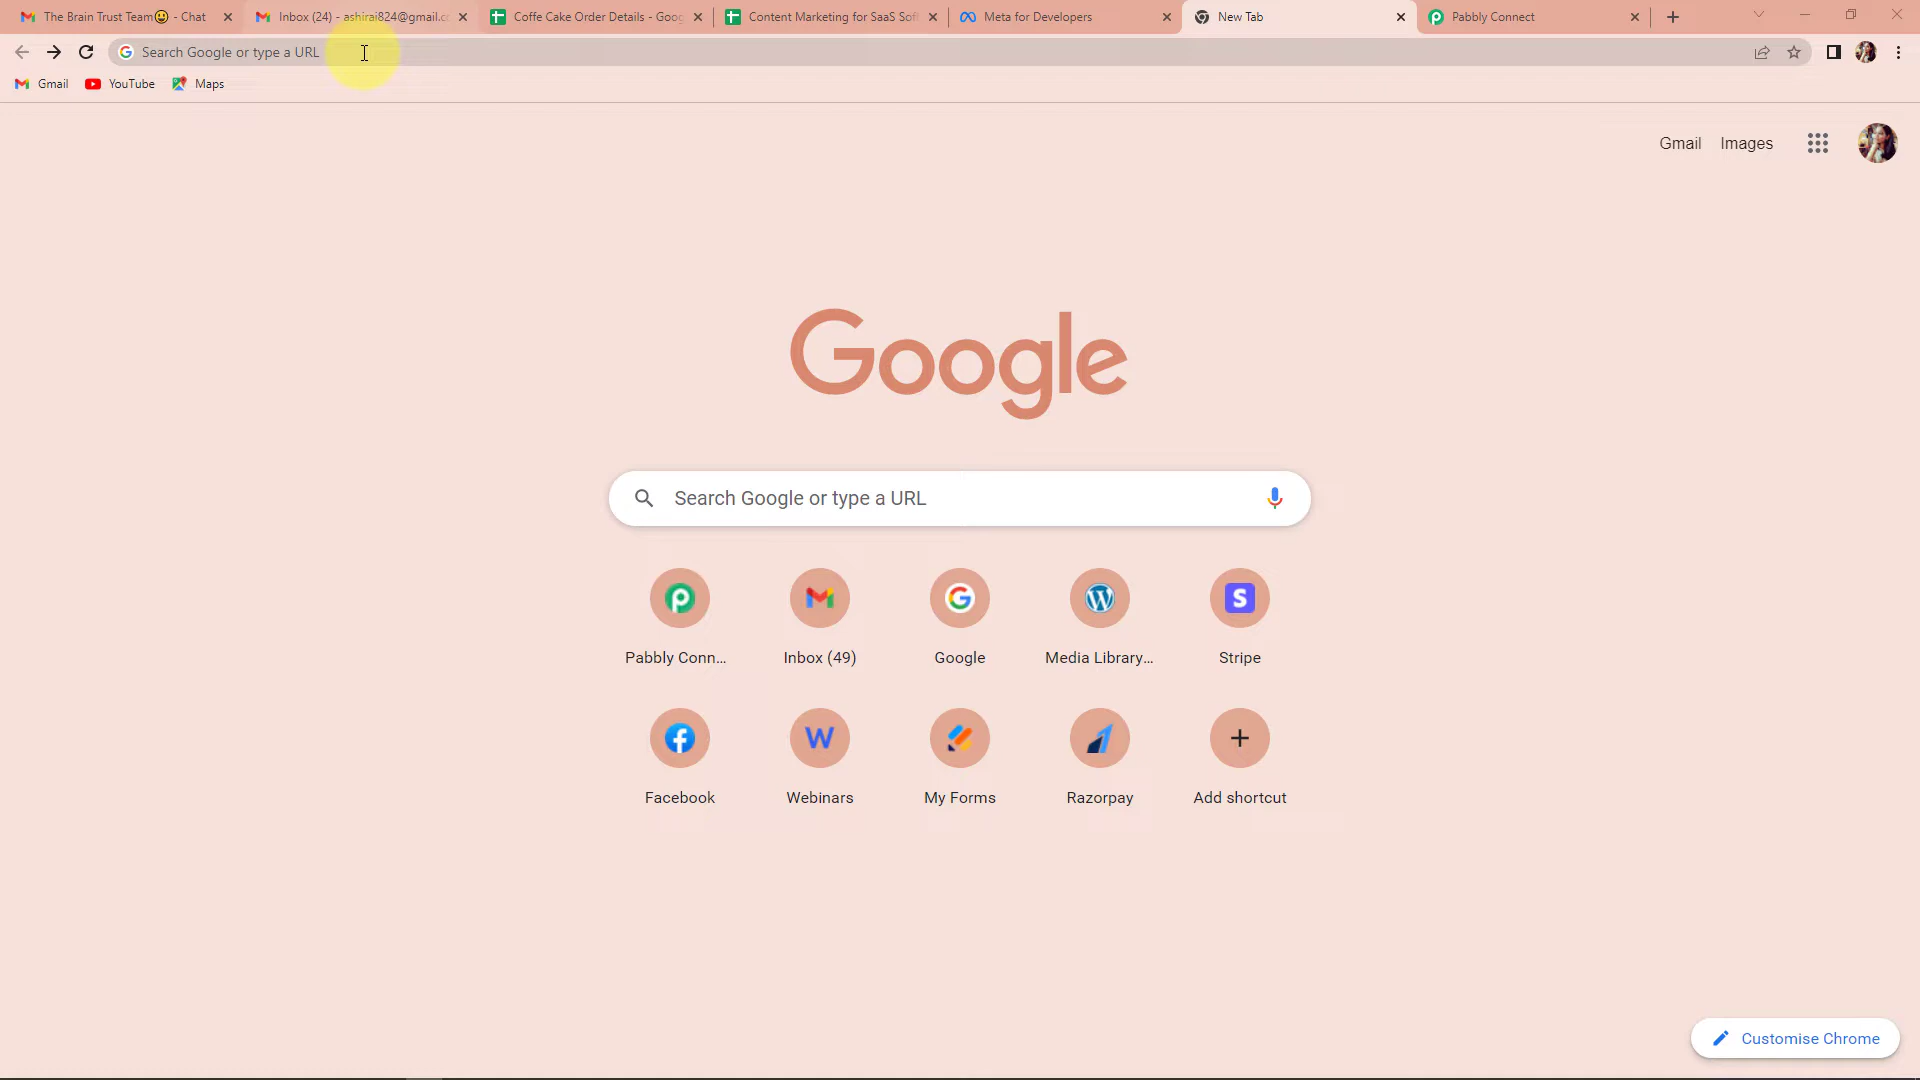 The Brain Trust Team😀 - Chat
Inbox (24) - ashirai824@gmail.c
Coffe Cake Order Details - Goog
Content Marketing for SaaS Soft
Meta for Developers
New Tab
Pabbly Connect
Search Google or type a URL
Gmail
YouTube
Maps
Gmail
Images
Google
Search Google or type a URL
Pabbly Conn...
Inbox (49)
Google
Media Library...
Stripe
Facebook
Webinars
My Forms
Razorpay
Add shortcut
Customise Chrome